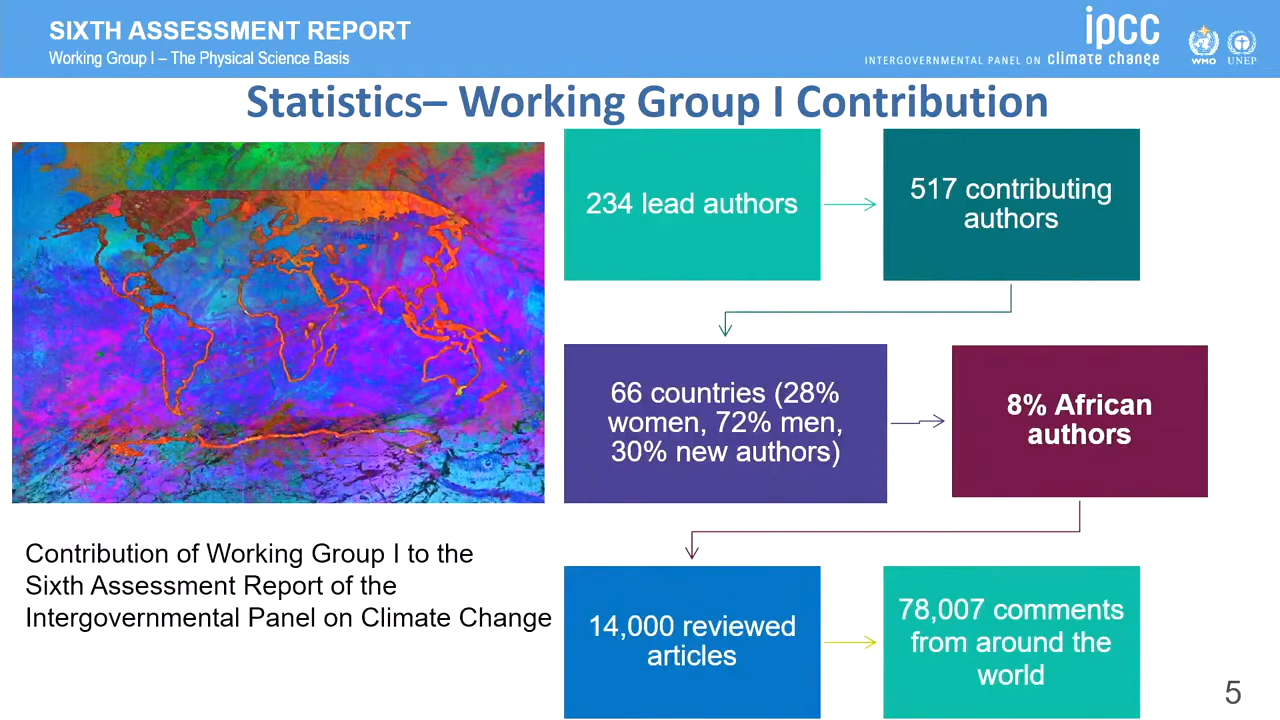 SIXTH ASSESSMENT REPORT
Working Group I – The Physical Science Basis
ipcc
INTERGOVERNMENTAL PANEL ON climate change
WMO
UNEP
Statistics– Working Group I Contribution
234 lead authors
517 contributing
authors
66 countries (28%
women, 72% men,
30% new authors)
8% African
authors
Contribution of Working Group I to the
Sixth Assessment Report of the
Intergovernmental Panel on Climate Change
14,000 reviewed
articles
78,007 comments
from around the
world
5